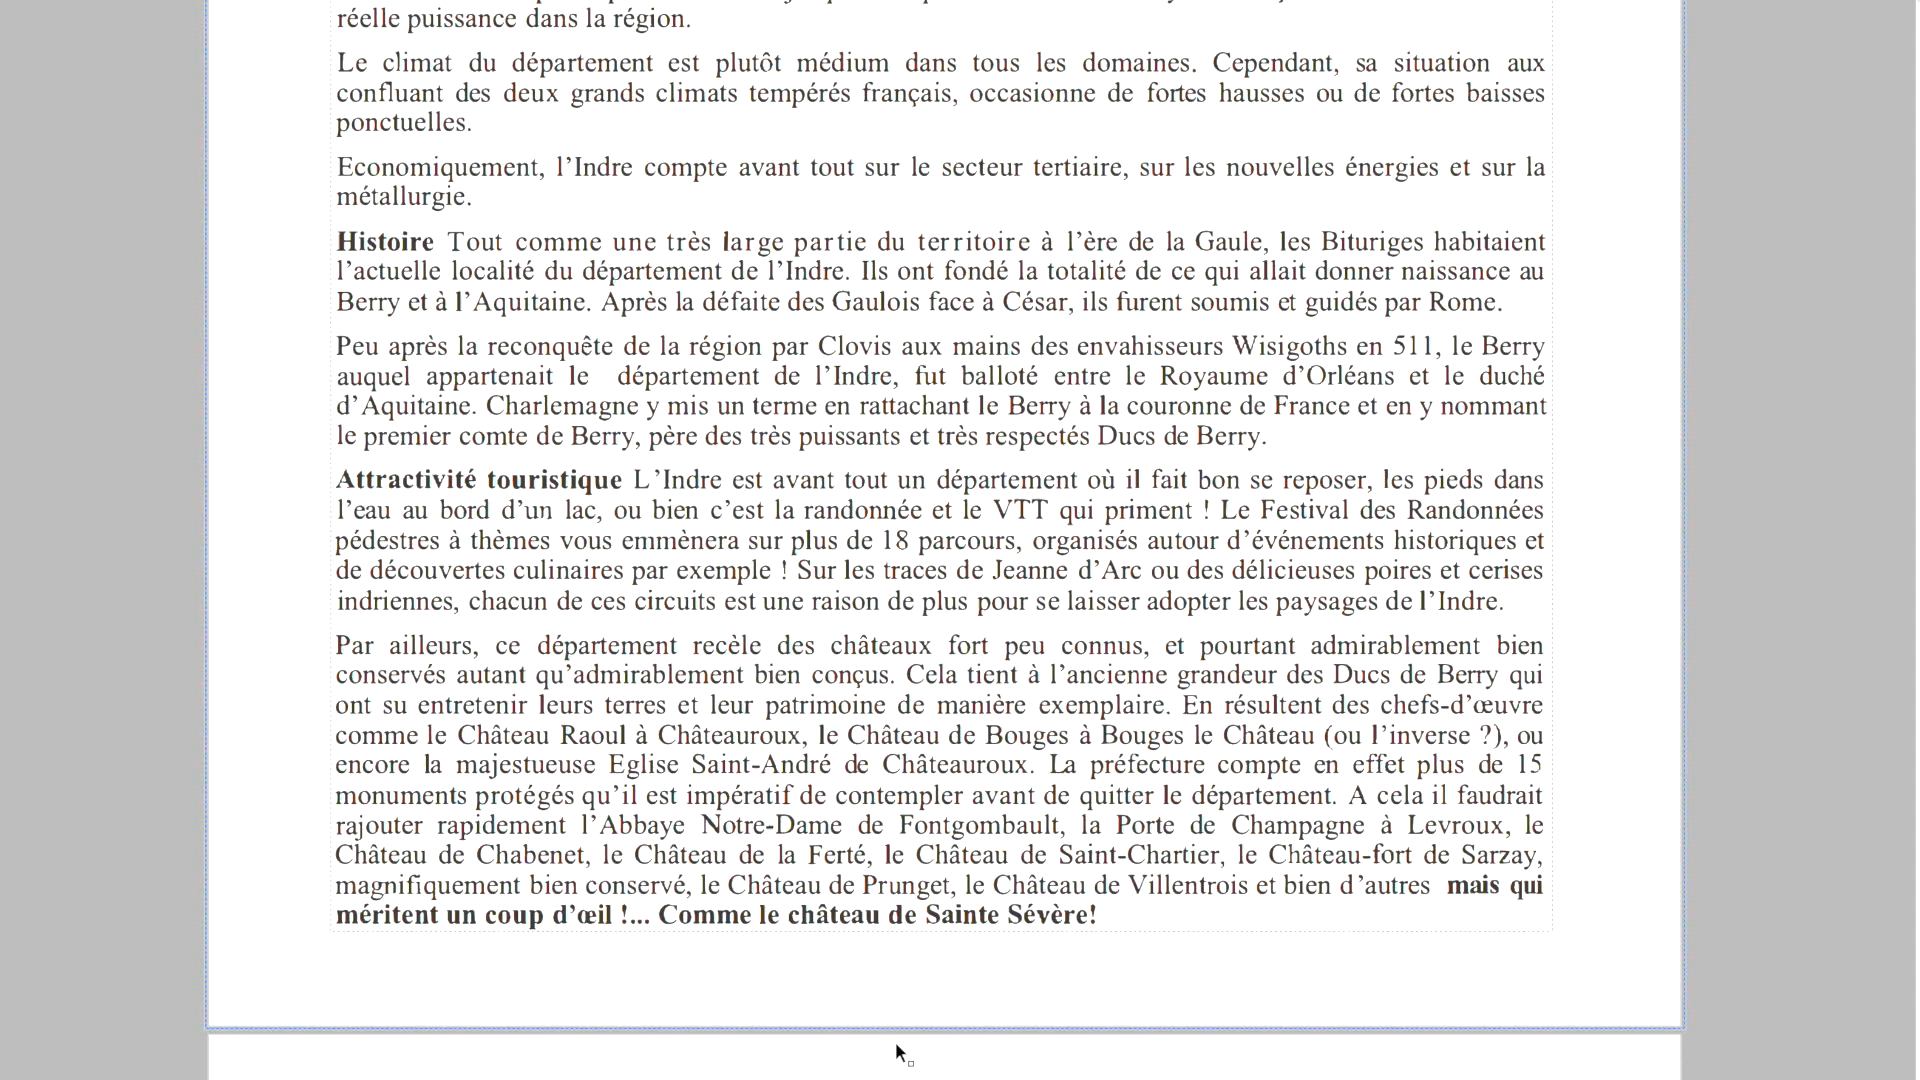 réelle puissance dans la région.
Le climat du département est plutôt médium dans tous les domaines. Cependant, sa situation aux
confluant des deux grands climats tempérés français, occasionne de fortes hausses ou de fortes baisses
ponctuelles.
Economiquement, l’Indre compte avant tout sur le secteur tertiaire, sur les nouvelles énergies et sur la
métallurgie.
Histoire Tout comme une très large partie du territoire à l’ère de la Gaule, les Bituriges habitaient
l’actuelle localité du département de l’Indre. Ils ont fondé la totalité de ce qui allait donner naissance au
Berry et à l’Aquitaine. Après la défaite des Gaulois face à César, ils furent soumis et guidés par Rome.
Peu après la reconquête de la région par Clovis aux mains des envahisseurs Wisigoths en 511, le Berry
auquel appartenait le département de l’Indre, fut balloté entre le Royaume d’Orléans et le duché
d’Aquitaine. Charlemagne y mis un terme en rattachant le Berry à la couronne de France et en y nommant
le premier comte de Berry, père des très puissants et très respectés Ducs de Berry.
Attractivité touristique L’Indre est avant tout un département où il fait bon se reposer, les pieds dans
l’eau au bord d’un lac, ou bien c’est la randonnée et le VTT qui priment ! Le Festival des Randonnées
pédestres à thèmes vous emmènera sur plus de 18 parcours, organisés autour d’événements historiques et
de découvertes culinaires par exemple ! Sur les traces de Jeanne d’Arc ou des délicieuses poires et cerises
indriennes, chacun de ces circuits est une raison de plus pour se laisser adopter les paysages de l’Indre.
Par ailleurs, ce département recèle des châteaux fort peu connus, et pourtant admirablement bien
conservés autant qu’admirablement bien conçus. Cela tient à l’ancienne grandeur des Ducs de Berry qui
ont su entretenir leurs terres et leur patrimoine de manière exemplaire. En résultent des chefs-d’œuvre
comme le Château Raoul à Châteauroux, le Château de Bouges à Bouges le Château (ou l’inverse ?), ou
encore la majestueuse Eglise Saint-André de Châteauroux. La préfecture compte en effet plus de 15
monuments protégés qu’il est impératif de contempler avant de quitter le département. A cela il faudrait
rajouter rapidement l’Abbaye Notre-Dame de Fontgombault, la Porte de Champagne à Levroux, le
Château de Chabenet, le Château de la Ferté, le Château de Saint-Chartier, le Château-fort de Sarzay,
magnifiquement bien conservé, le Château de Prunget, le Château de Villentrois et bien d’autres mais qui
méritent un coup d’œil !... Comme le château de Sainte Sévère!